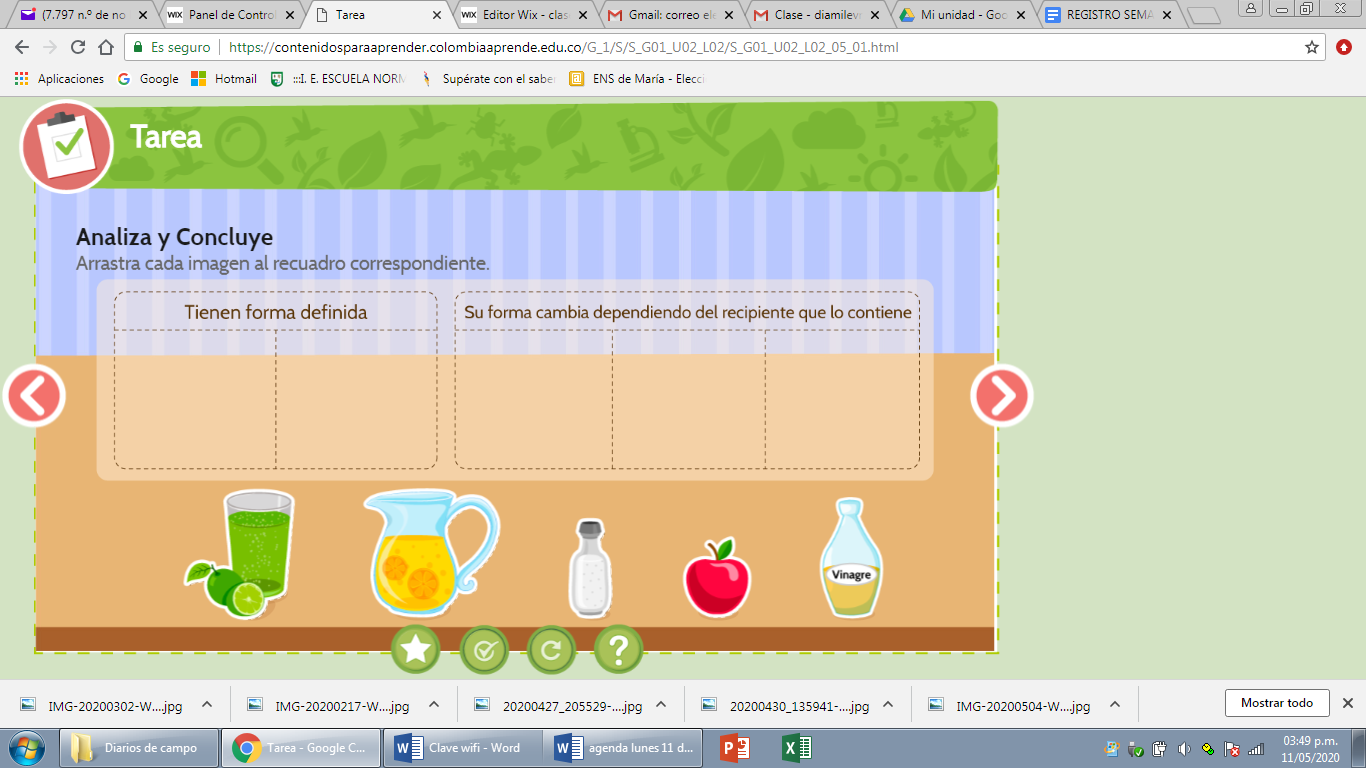 (7.797 n.º de no
Panel de Control
Tarea
Editor Wix - clas
Gmail: correo ele
Clase - diamilevn
Mi unidad - Goo
REGISTRO SEMA
Es seguro
https://contenidosparaaprender.colombiaaprende.edu.co/G_1/S/S_G01_U02_L02/S_G01_U02_L02_05_01.html
Aplicaciones
Google
Hotmail
:::I. E. ESCUELA NORM
Supérate con el saber
ENS de María - Elecci
Tarea
Analiza y Concluye
Arrastra cada imagen al recuadro correspondiente.
Tienen forma definida
Su forma cambia dependiendo del recipiente que lo contiene
Vinagre
IMG-20200302-W....jpg
IMG-20200217-W....jpg
20200427_205529-....jpg
20200430_135941-....jpg
IMG-20200504-W....jpg
Mostrar todo
Diarios de campo
Tarea - Google C...
Clave wifi - Word
agenda lunes 11 d...
03:49 p.m.
11/05/2020